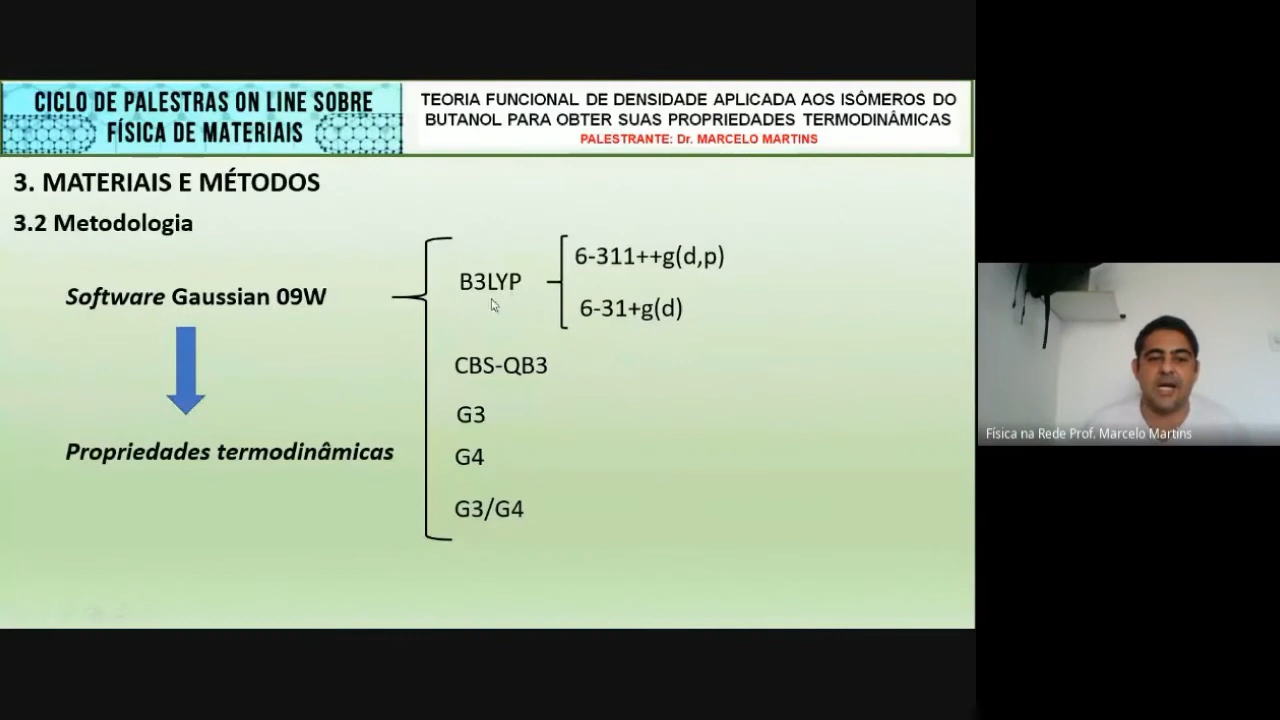 CICLO DE PALESTRAS ON LINE SOBRE
FÍSICA DE MATERIAIS
TEORIA FUNCIONAL DE DENSIDADE APLICADA AOS ISÔMEROS DO
BUTANOL PARA OBTER SUAS PROPRIEDADES TERMODINÂMICAS
PALESTRANTE: Dr. MARCELO MARTINS
3. MATERIAIS E MÉTODOS
3.2 Metodologia
Software Gaussian 09W
Propriedades termodinâmicas
B3LYP
6-311++g(d,p)
6-31+g(d)
CBS-QB3
G3
G4
G3/G4
Física na Rede Prof. Marcelo Martins